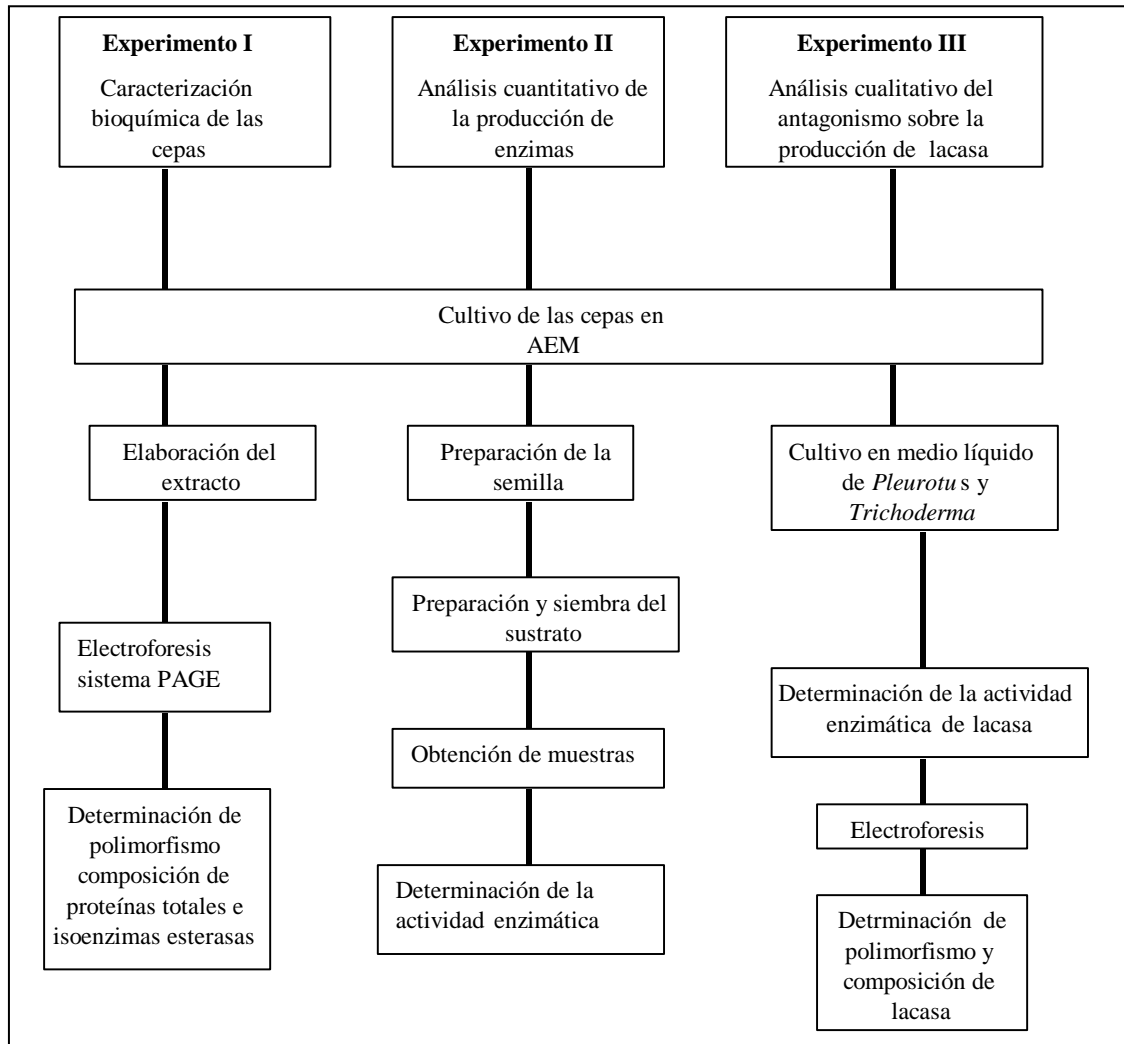 Experimento I
Caracterización
bioquímica de las
cepas
Experimento II
Análisis cuantitativo de
la producción de
enzimas
Experimento III
Análisis cualitativo del
antagonismo sobre la
producción de lacasa
Cultivo de las cepas en
AEM
Elaboración del
extracto
Preparación de la
semilla
Cultivo en medio líquido
de Pleurotus y
Trichoderma
Preparación y siembra del
sustrato
Electroforesis
sistema PAGE
Determinación de la actividad
enzimática de lacasa
Obtención de muestras
Determinación de
polimorfismo
composición de
proteínas totales e
isoenzimas esterasas
Electroforesis
Determinación de la
actividad enzimática
Detrminación de
polimorfismo y
composición de
lacasa